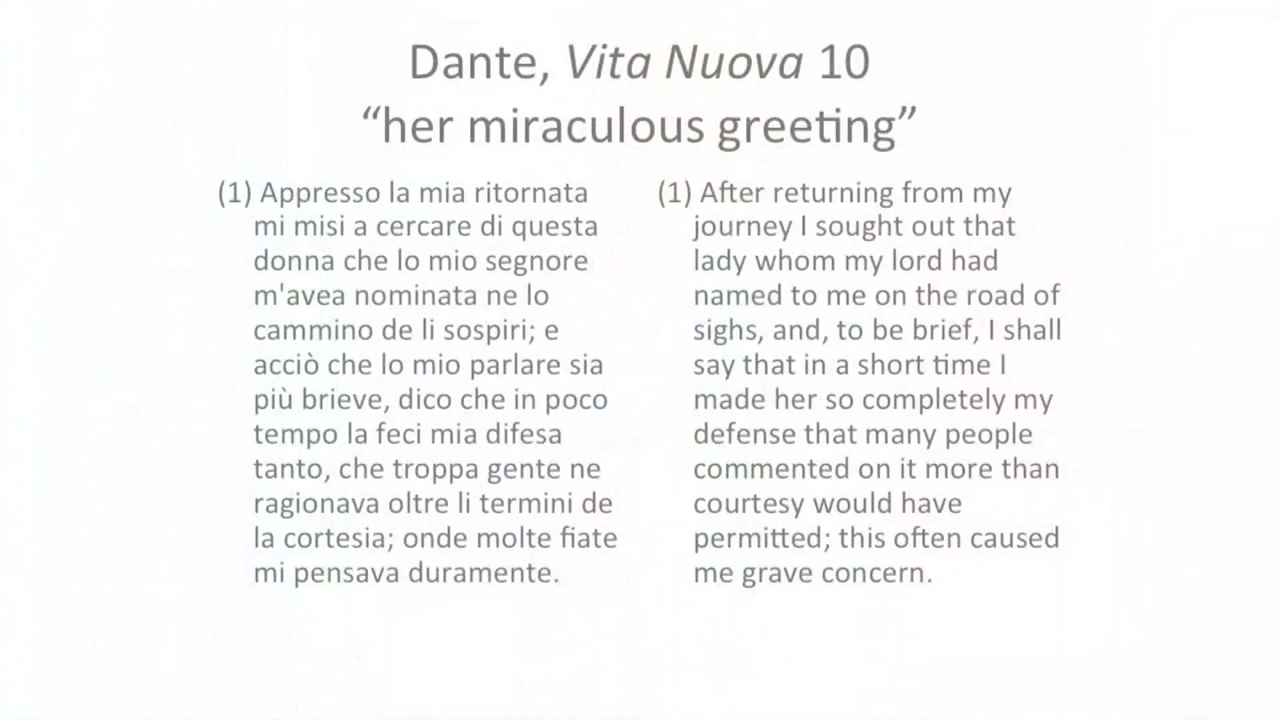 Dante, Vita Nuova 10
“her miraculous greeting”
(1) Appresso la mia ritornata
mi misi a cercare di questa
donna che lo mio segnore
m'avea nominata ne lo
cammino de li sospiri; e
acciò che lo mio parlare sia
più brieve, dico che in poco
tempo la feci mia difesa
tanto, che troppa gente ne
ragionava oltre li termini de
la cortesia; onde molte fiate
mi pensava duramente.
(1) After returning from my
journey I sought out that
lady whom my lord had
named to me on the road of
sighs, and, to be brief, I shall
say that in a short time I
made her so completely my
defense that many people
commented on it more than
courtesy would have
permitted; this often caused
me grave concern.